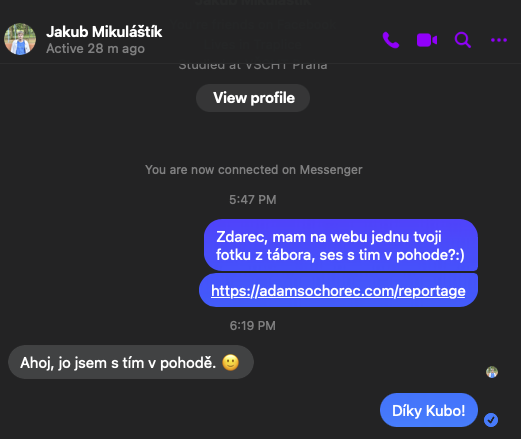 Jakub Mikuláštík
Active 28 m ago
Studied at VŠCHT Praha
View profile
You are now connected on Messenger
5:47 PM
Zdarec, mam na webu jednu tvoji
fotku z tábora, ses s tim v pohode?:)
https://adamsochorec.com/reportage
6:19 PM
Ahoj, jo jsem s tím v pohodě. 🙂
Díky Kubo!